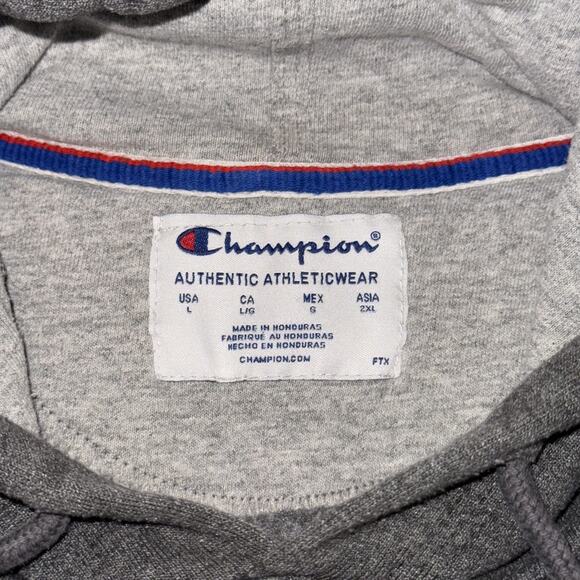 Champion®
AUTHENTIC ATHLETICWEAR
USA CA MEX ASIA
L L/G G 2XL
MADE IN HONDURAS
FABRIQUÉ AU HONDURAS
HECHO EN HONDURAS
CHAMPION.COM FTX